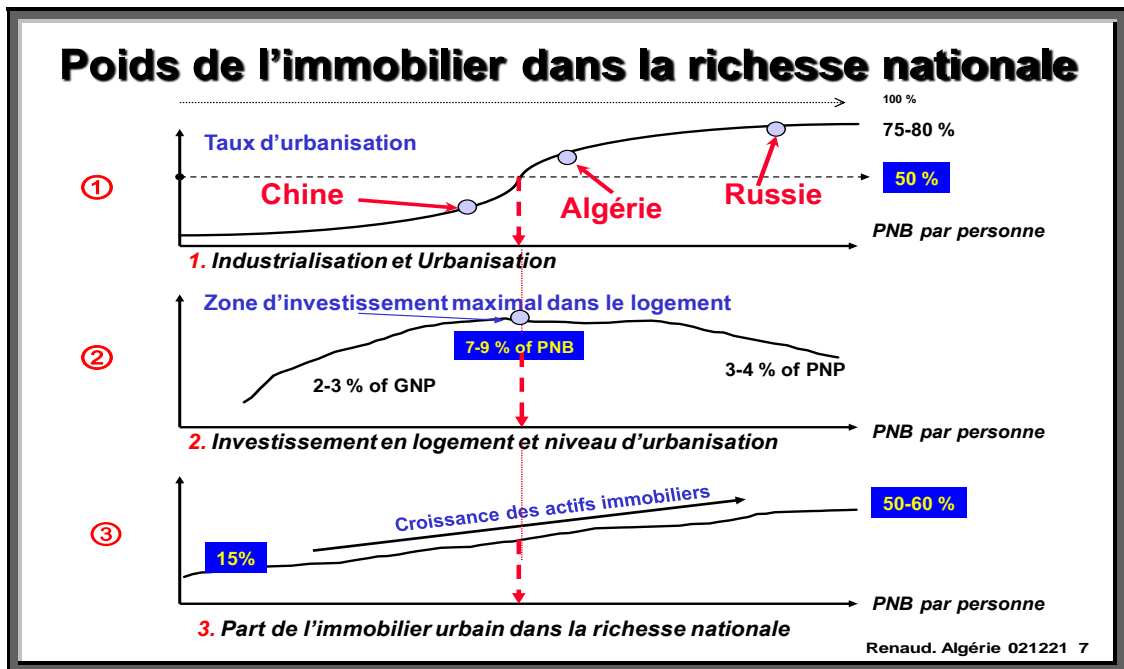 Poids de l'immobilier dans la richesse nationale
100 %
75-80 %
Taux d'urbanisation
50 %
1
Chine
Algérie
Russie
PNB par personne
1. Industrialisation et Urbanisation
Zone d'investissement maximal dans le logement
7-9 % of PNB
2
2-3 % of GNP
3-4 % of PNP
PNB par personne
2. Investissement en logement et niveau d'urbanisation
Croissance des actifs immobiliers
50-60 %
3
15%
PNB par personne
3. Part de l'immobilier urbain dans la richesse nationale
Renaud. Algérie 021221 7